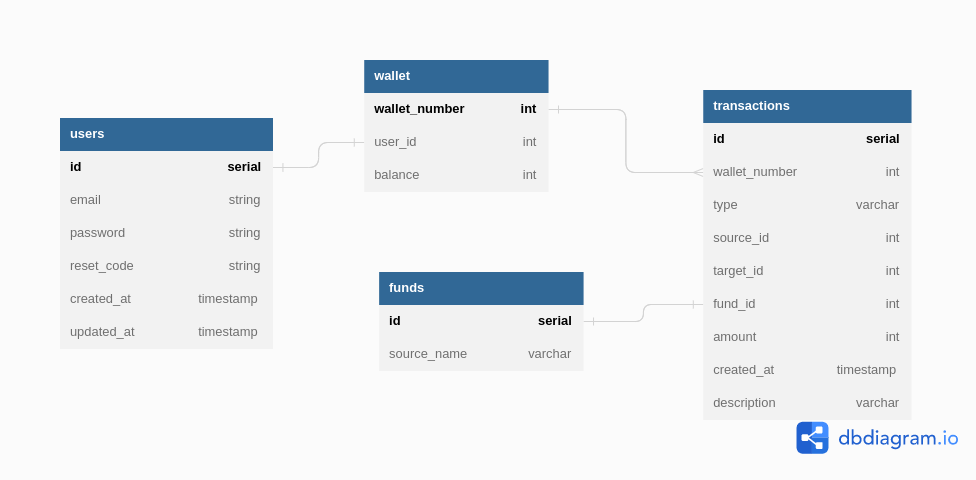 users
id serial
email string
password string
reset_code string
created_at timestamp
updated_at timestamp
wallet
wallet_number int
user_id int
balance int
funds
id serial
source_name varchar
transactions
id serial
wallet_number int
type varchar
source_id int
target_id int
fund_id int
amount int
created_at timestamp
description varchar
dbdiagram.io